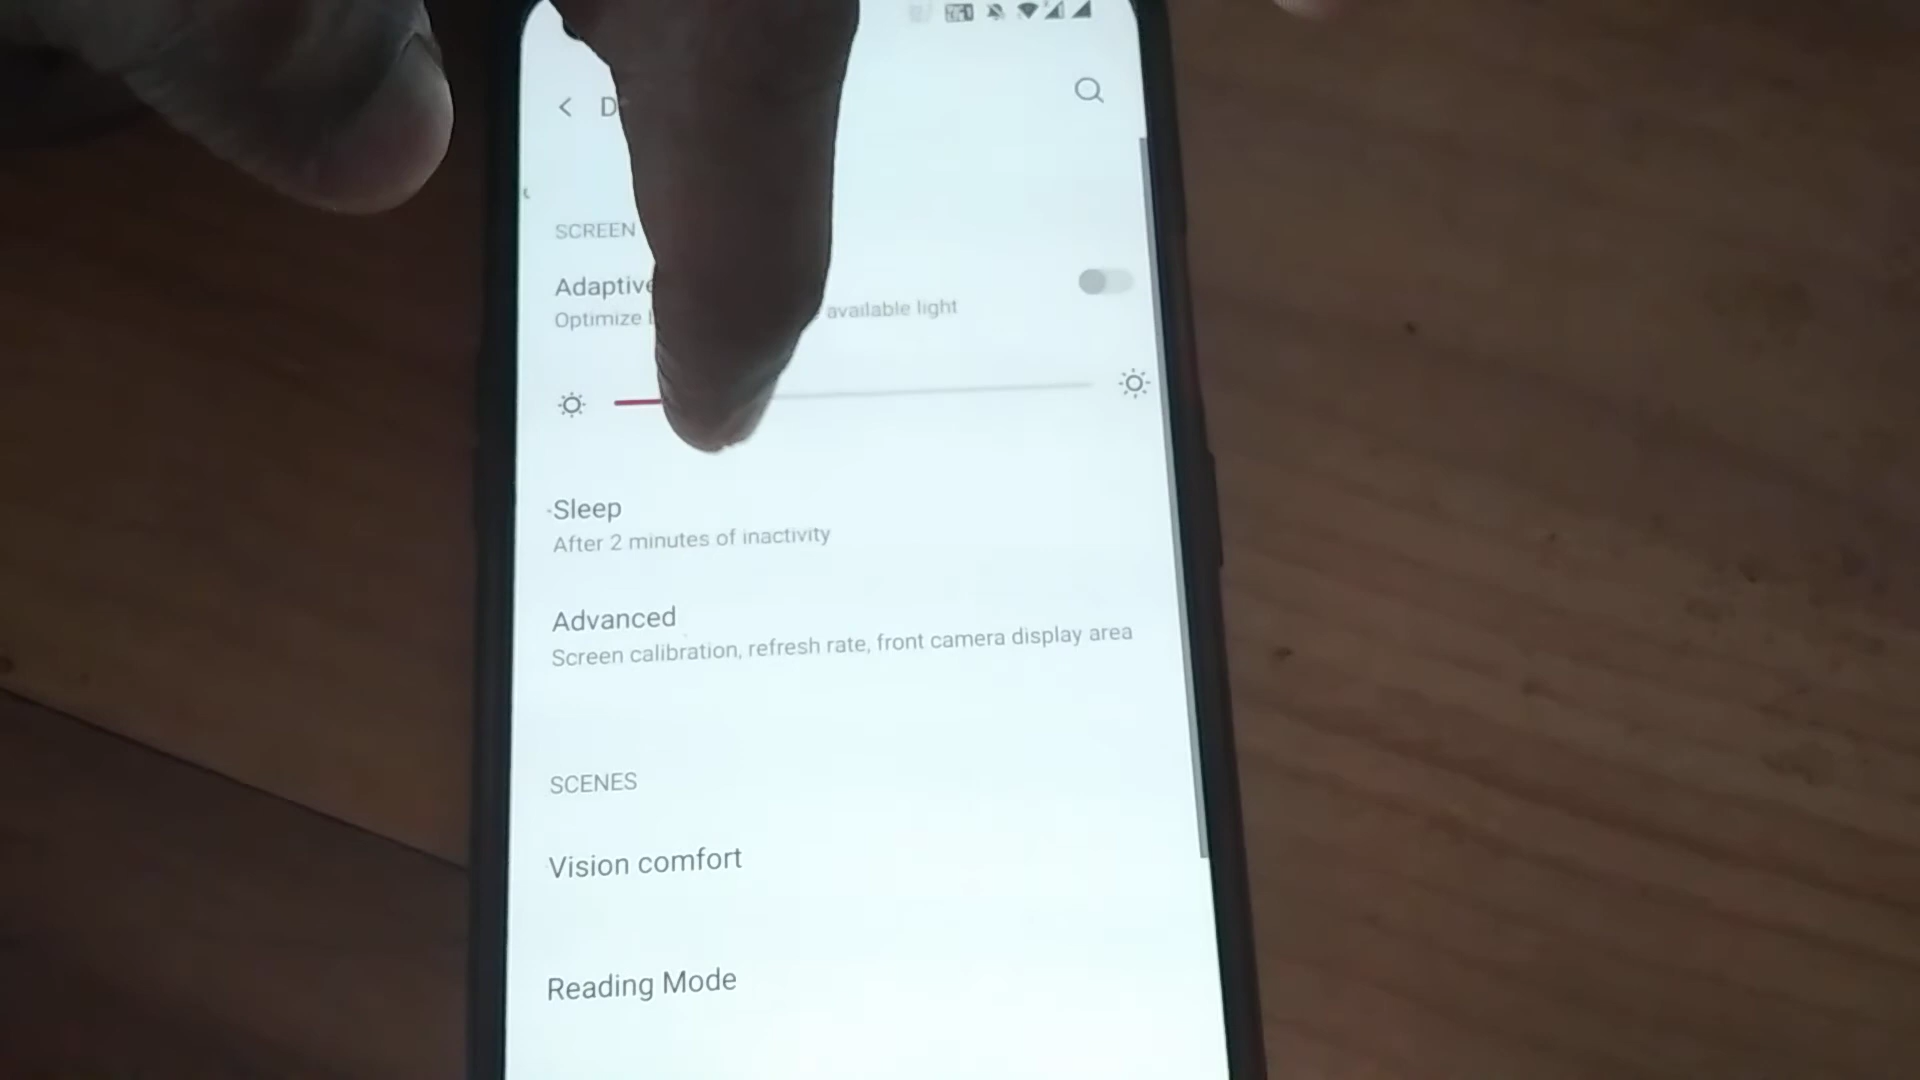 SCREEN
Adaptive
Optimize available light
Sleep
After 2 minutes of inactivity
Advanced
Screen calibration, refresh rate, front camera display area
SCENES
Vision comfort
Reading Mode